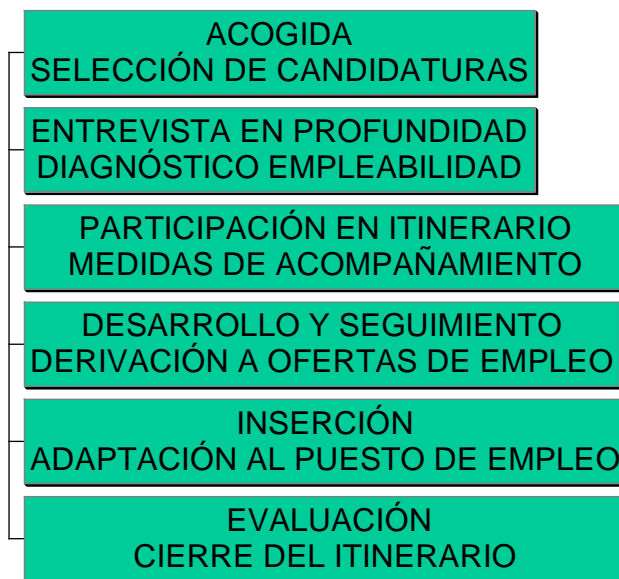 ACOGIDA
SELECCIÓN DE CANDIDATURAS
ENTREVISTA EN PROFUNDIDAD
DIAGNÓSTICO EMPLEABILIDAD
PARTICIPACIÓN EN ITINERARIO
MEDIDAS DE ACOMPAÑAMIENTO
DESARROLLO Y SEGUIMIENTO
DERIVACIÓN A OFERTAS DE EMPLEO
INSERCIÓN
ADAPTACIÓN AL PUESTO DE EMPLEO
EVALUACIÓN
CIERRE DEL ITINERARIO